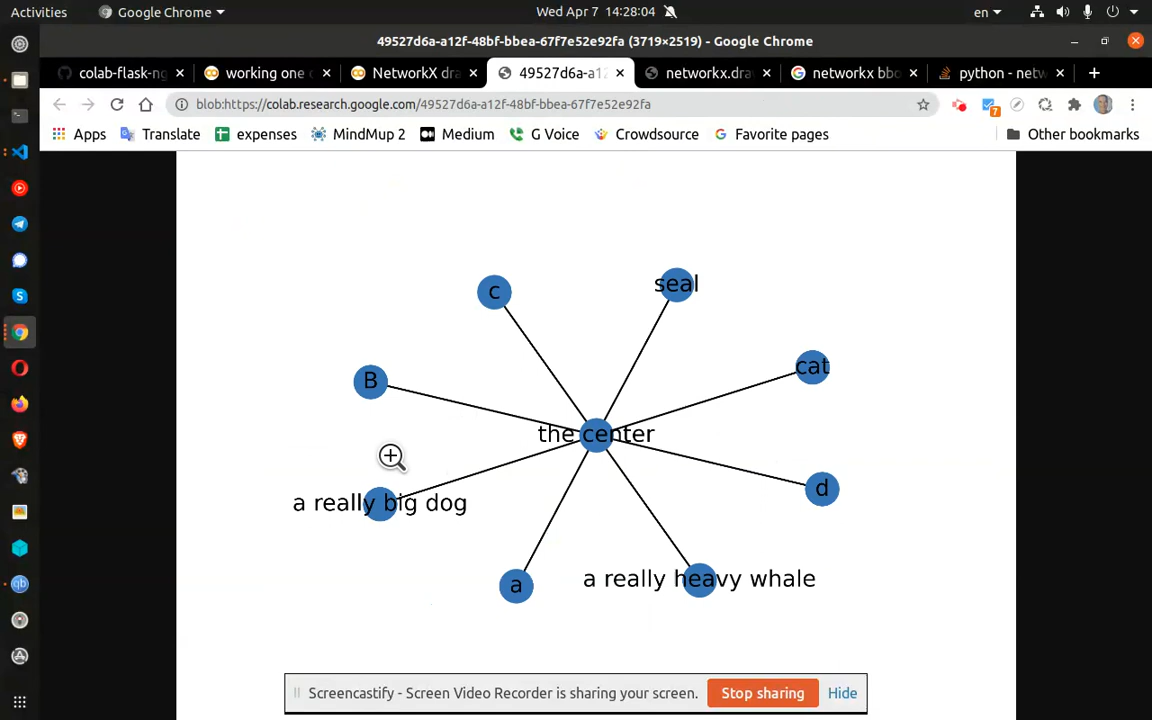 Activities
Google Chrome
Wed Apr 7 14:28:04
en
49527d6a-a12f-48bf-bbea-67f7e52e92fa (3719×2519) - Google Chrome
colab-flask-ng
working one c
NetworkX dra
49527d6a-a12
networkx.dra
networkx bbo
python - netw
blob:https://colab.research.google.com/49527d6a-a12f-48bf-bbea-67f7e52e92fa
7
Apps
Translate
expenses
MindMup 2
Medium
G Voice
Crowdsource
Favorite pages
Other bookmarks
c
seal
cat
B
the center
d
a really big dog
a
a really heavy whale
Screencastify - Screen Video Recorder is sharing your screen.
Stop sharing
Hide